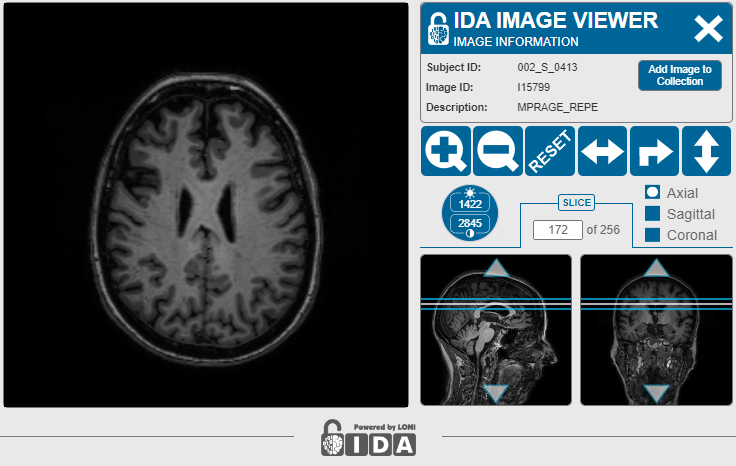 IDA IMAGE VIEWER
IMAGE INFORMATION
Subject ID: 002_S_0413
Image ID: I15799
Description: MPRAGE_REPE
Add Image to
Collection
RESET
1422
2845
SLICE
172 of 256
Axial
Sagittal
Coronal
Powered by LONI
IDA